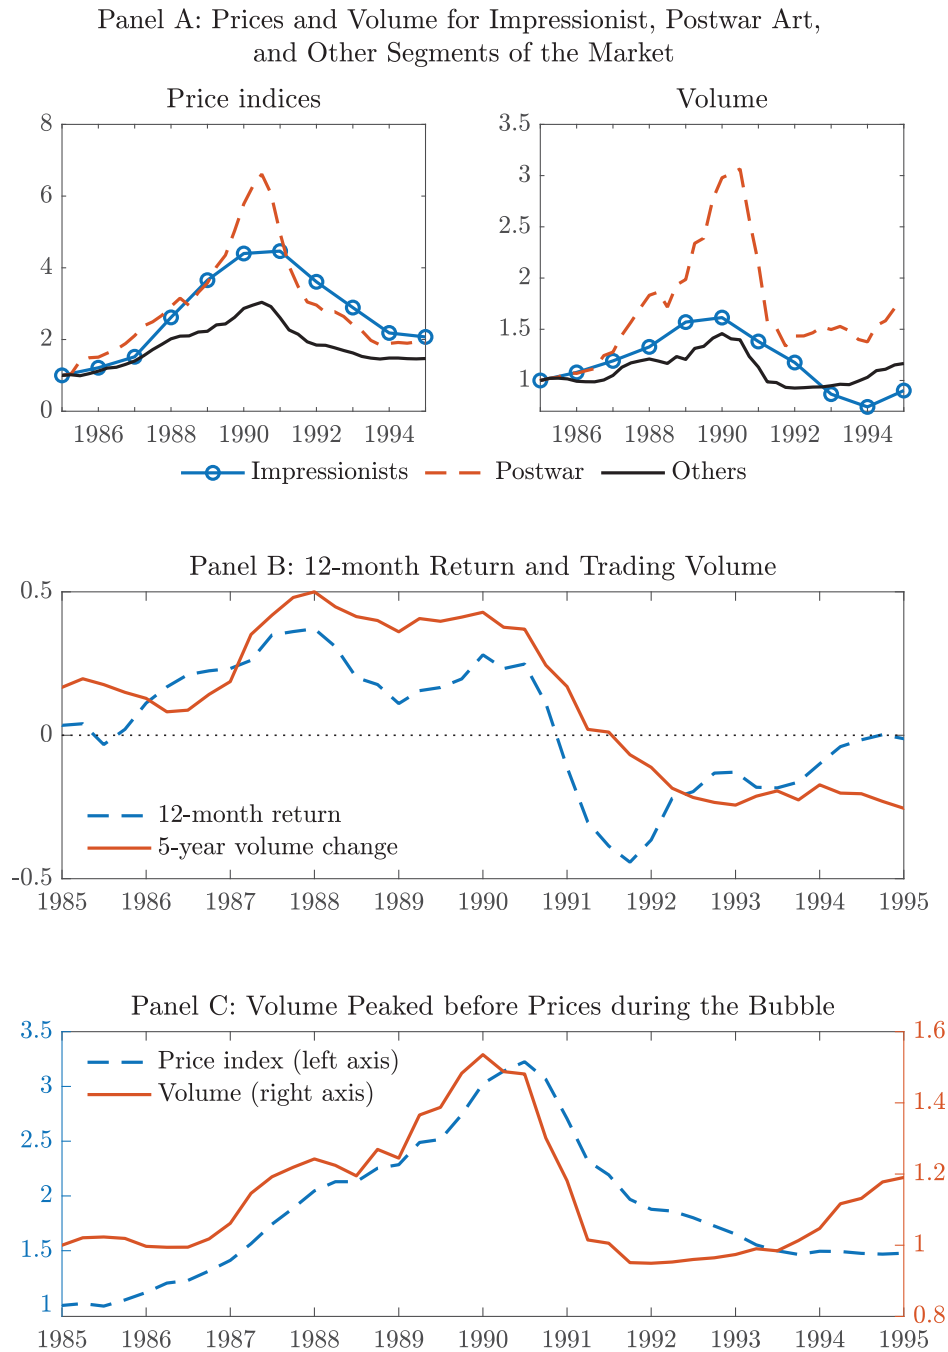 Panel A: Prices and Volume for Impressionist, Postwar Art,
and Other Segments of the Market
Price indices
Volume
8
6
4
2
0
1986 1988 1990 1992 1994
3.5
3
2.5
2
1.5
1
1986 1988 1990 1992 1994
Impressionists Postwar Others
Panel B: 12-month Return and Trading Volume
0.5
0
-0.5
12-month return
5-year volume change
1985 1986 1987 1988 1989 1990 1991 1992 1993 1994 1995
Panel C: Volume Peaked before Prices during the Bubble
3.5
3
2.5
2
1.5
1
Price index (left axis)
Volume (right axis)
1.6
1.4
1.2
1
0.8
1985 1986 1987 1988 1989 1990 1991 1992 1993 1994 1995